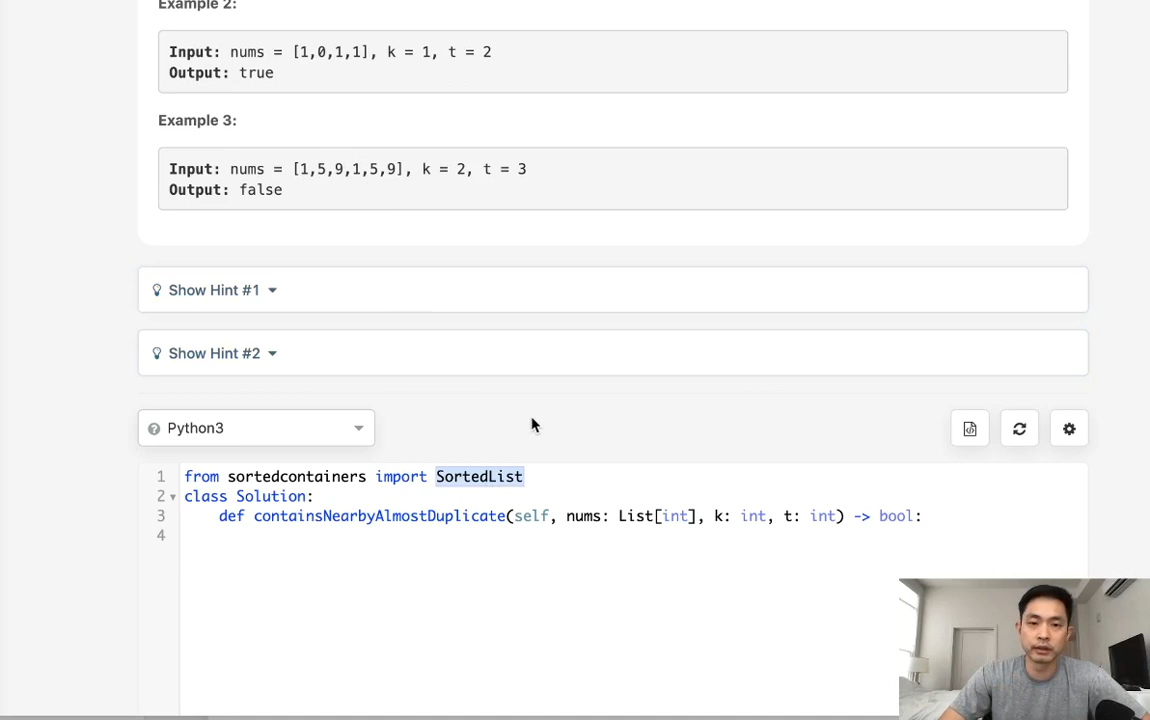 Example 2:
Input: nums = [1,0,1,1], k = 1, t = 2
Output: true
Example 3:
Input: nums = [1,5,9,1,5,9], k = 2, t = 3
Output: false
Show Hint #1
Show Hint #2
Python3
1 from sortedcontainers import SortedList
2 class Solution:
3 def containsNearbyAlmostDuplicate(self, nums: List[int], k: int, t: int) -> bool:
4